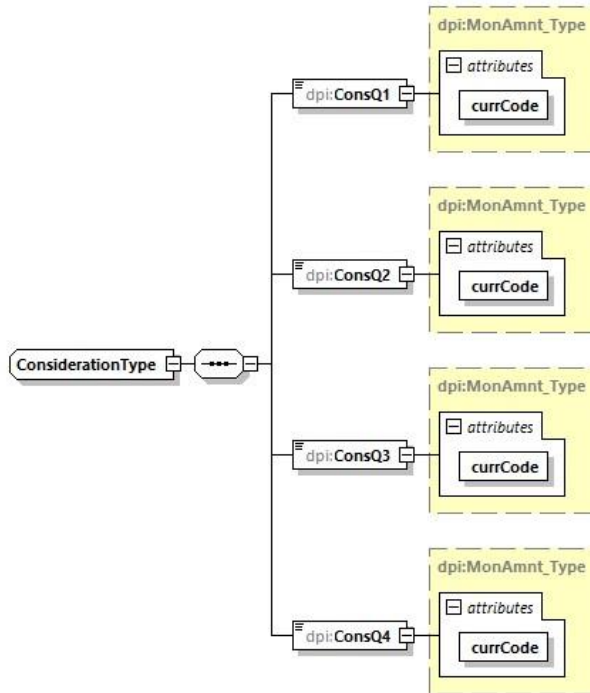 dpi:MonAmnt_Type
attributes
dpi:ConsQ1
currCode
dpi:MonAmnt_Type
attributes
dpi:ConsQ2
currCode
ConsiderationType
dpi:MonAmnt_Type
attributes
dpi:ConsQ3
currCode
dpi:MonAmnt_Type
attributes
dpi:ConsQ4
currCode